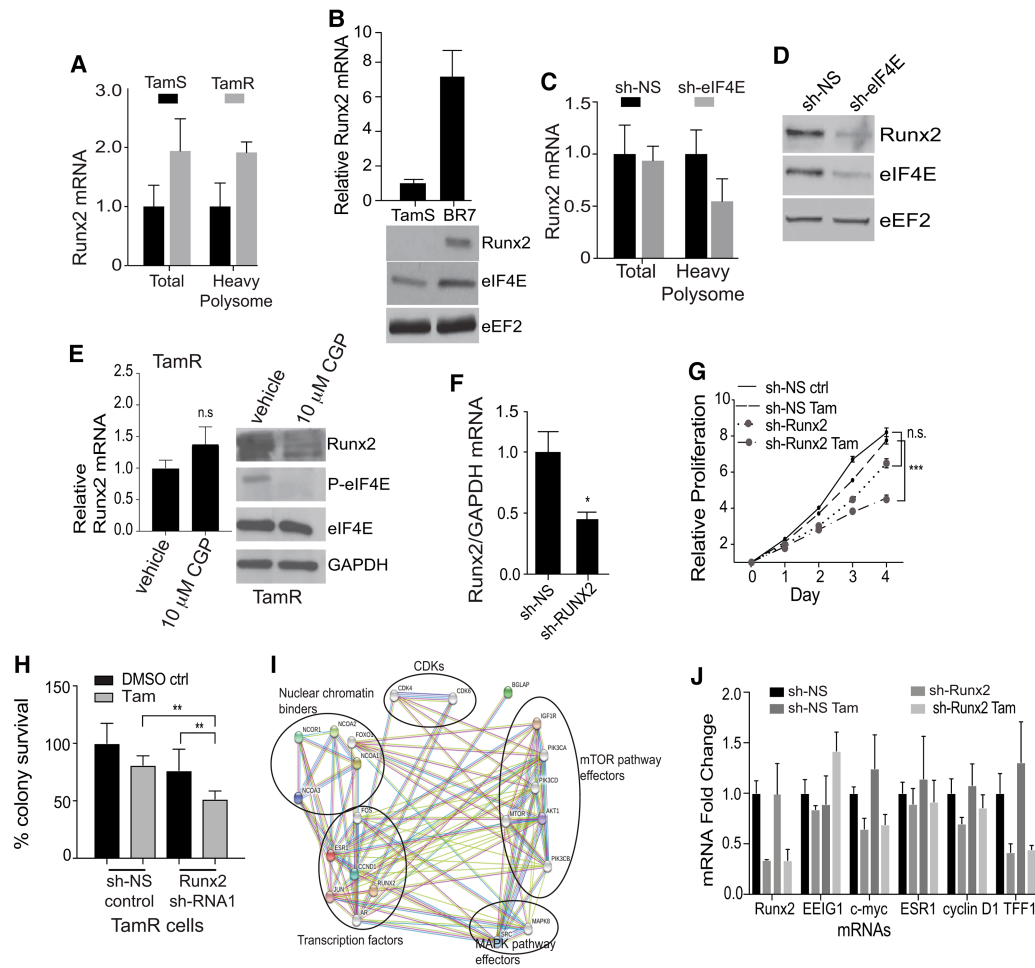 A
TamS
TamR
3.0
2.0
1.0
0
Runx2 mRNA
Total
Heavy
Polysome
B
10
8
6
4
2
0
Relative Runx2 mRNA
TamS BR7
Runx2
eIF4E
eEF2
C
sh-NS
sh-eIF4E
1.5
1.0
0.5
0
Runx2 mRNA
Total
Heavy
Polysome
D
sh-NS
sh-eIF4E
Runx2
eIF4E
eEF2
E
TamR
2.5
2.0
1.5
1.0
0.5
0.0
Relative
Runx2 mRNA
n.s
vehicle
10 µM CGP
vehicle
10 µM CGP
Runx2
P-eIF4E
eIF4E
GAPDH
TamR
F
1.5
1.0
0.5
0.0
Runx2/GAPDH mRNA
*
sh-NS
sh-RUNX2
G
sh-NS ctrl
sh-NS Tam
sh-Runx2
sh-Runx2 Tam
10
8
6
4
2
Relative Proliferation
n.s.
***
0 1 2 3 4
Day
H
DMSO ctrl
Tam
150
100
50
0
% colony survival
**
**
sh-NS
control
Runx2
sh-RNA1
TamR cells
I
CDKs
CDK4
CDK6
BGLAP
Nuclear chromatin
binders
NCOR1
NCOA2
FOXO1
NCOA1
NCOA3
IGF1R
PIK3CA
PIK3CD
MTOR
AKT1
PIK3CB
mTOR pathway
effectors
FOS
ESR1
CCND1
RUNX2
JUN
AR
Transcription factors
MAPK8
SRC
MAPK pathway
effectors
J
sh-NS
sh-NS Tam
sh-Runx2
sh-Runx2 Tam
2.0
1.5
1.0
0.5
0.0
mRNA Fold Change
Runx2 EEIG1 c-myc ESR1 cyclin D1 TFF1
mRNAs